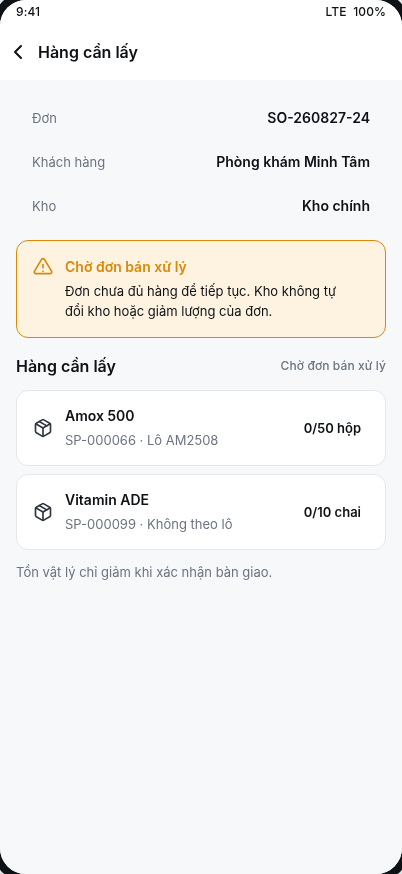 9:41 LTE 100%
Hàng cần lấy
Đơn SO-260827-24
Khách hàng Phòng khám Minh Tâm
Kho Kho chính
Chờ đơn bán xử lý
Đơn chưa đủ hàng để tiếp tục. Kho không tự
đổi kho hoặc giảm lượng của đơn.
Hàng cần lấy Chờ đơn bán xử lý
Amox 500
SP-000066 · Lô AM2508
0/50 hộp
Vitamin ADE
SP-000099 · Không theo lô
0/10 chai
Tồn vật lý chỉ giảm khi xác nhận bàn giao.